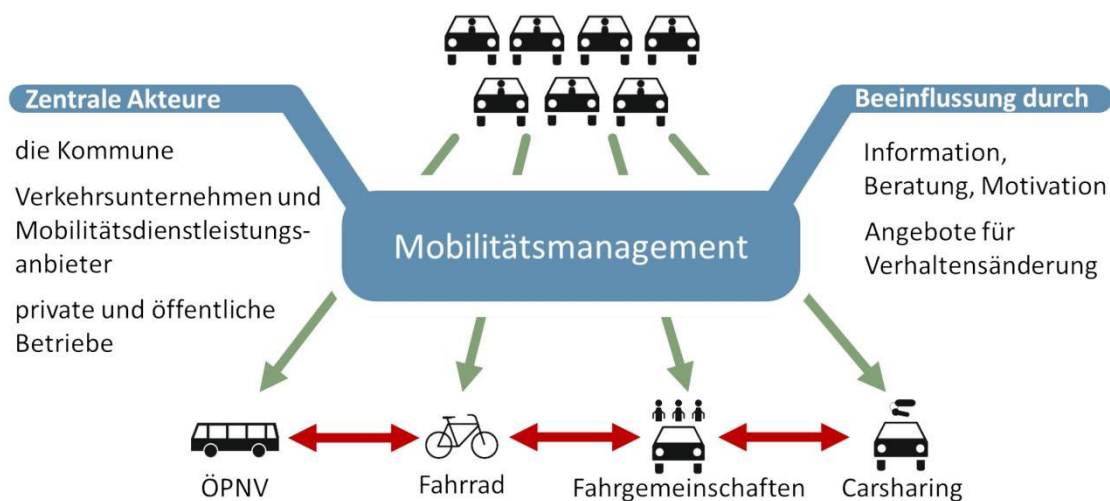 Zentrale Akteure
die Kommune
Verkehrsunternehmen und
Mobilitätsdienstleistungs-
anbieter
private und öffentliche
Betriebe
Mobilitätsmanagement
Beeinflussung durch
Information,
Beratung, Motivation
Angebote für
Verhaltensänderung
ÖPNV
Fahrrad
Fahrgemeinschaften
Carsharing